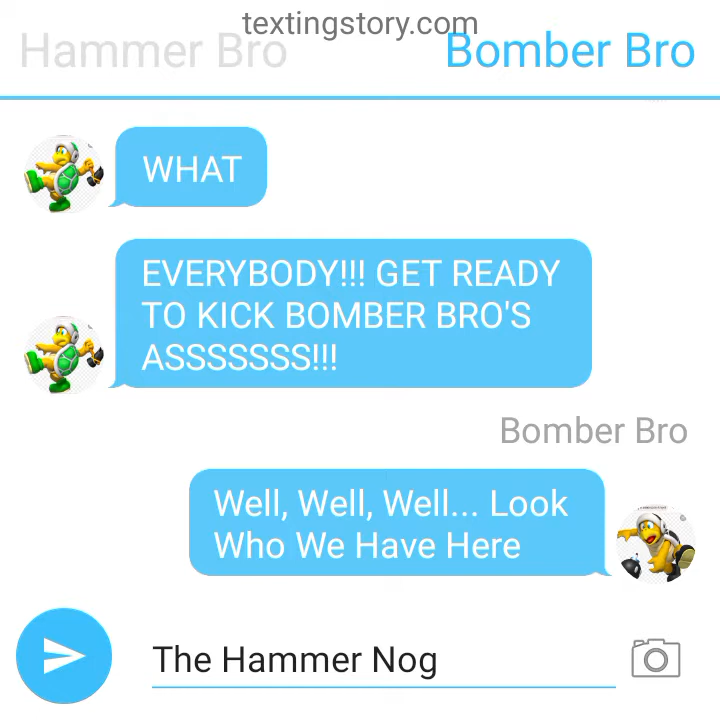 textingstory.com
Hammer Bro
Bomber Bro
WHAT
EVERYBODY!!! GET READY
TO KICK BOMBER BRO'S
ASSSSSSS!!!
Bomber Bro
Well, Well, Well... Look
Who We Have Here
The Hammer Nog